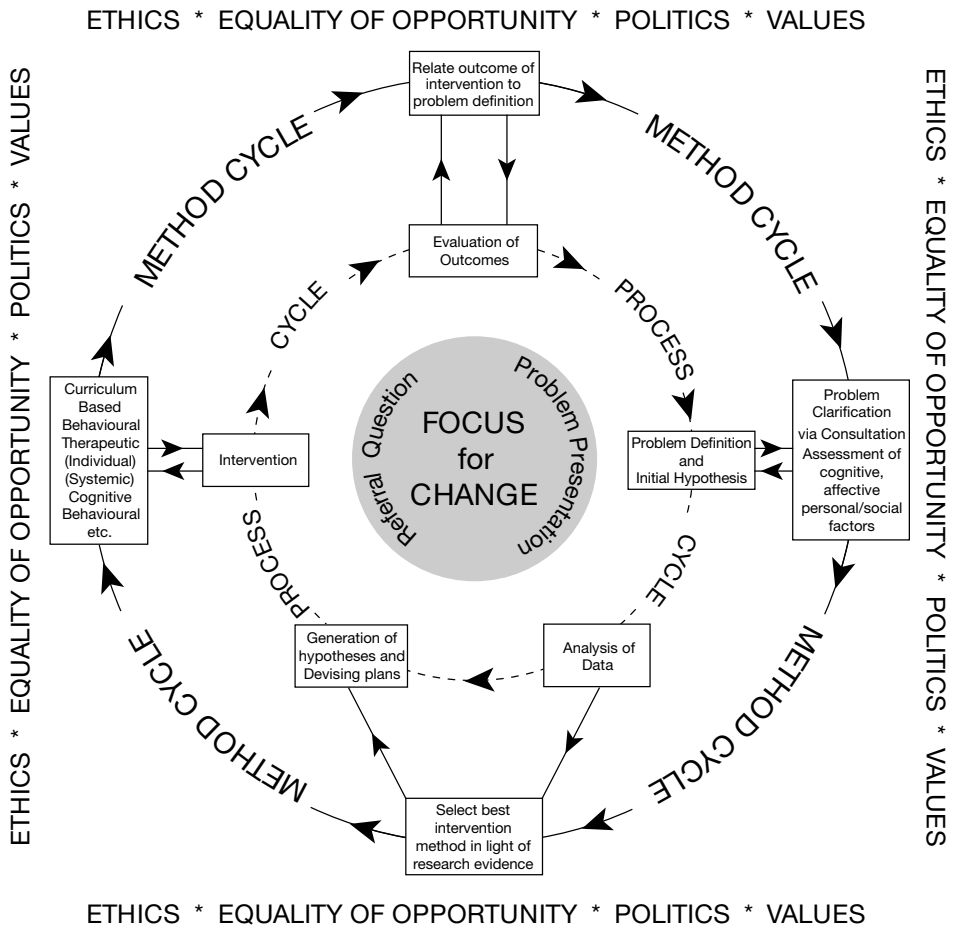 ETHICS * EQUALITY OF OPPORTUNITY * POLITICS * VALUES
ETHICS * EQUALITY OF OPPORTUNITY * POLITICS * VALUES
ETHICS * EQUALITY OF OPPORTUNITY * POLITICS * VALUES
Relate outcome of
intervention to
problem definition
METHOD CYCLE
METHOD CYCLE
Evaluation of
Outcomes
CYCLE
PROCESS
Curriculum
Based
Behavioural
Therapeutic
(Individual)
(Systemic)
Cognitive
Behavioural
etc.
Intervention
Referral Question
FOCUS
for
CHANGE
Problem Presentation
Problem Definition
and
Initial Hypothesis
Problem
Clarification
via Consultation
Assessment of
cognitive,
affective
personal/social
factors
PROCESS
CYCLE
Generation of
hypotheses and
Devising plans
Analysis of
Data
METHOD CYCLE
METHOD CYCLE
Select best
intervention
method in light of
research evidence
ETHICS * EQUALITY OF OPPORTUNITY * POLITICS * VALUES